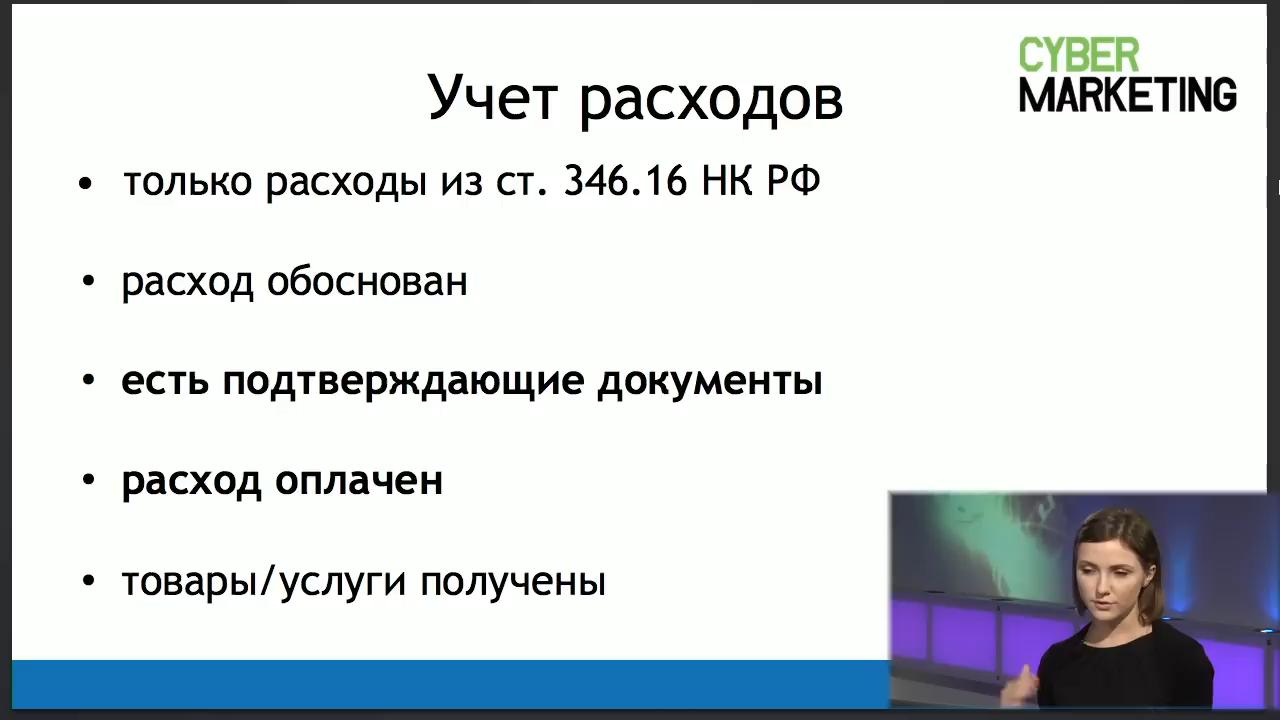 CYBER
MARKETING
Учет расходов
• только расходы из ст. 346.16 НК РФ
• расход обоснован
• есть подтверждающие документы
• расход оплачен
• товары/услуги получены